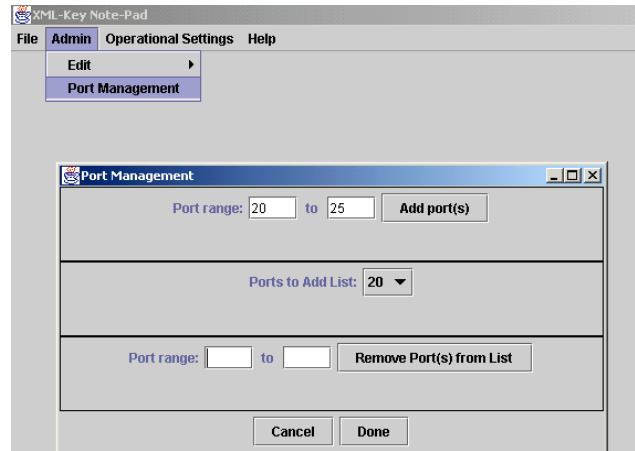 XML-Key Note-Pad
File Admin Operational Settings Help
Edit
Port Management
Port Management
Port range: 20 to 25 Add port(s)
Ports to Add List: 20
Port range: to Remove Port(s) from List
Cancel Done